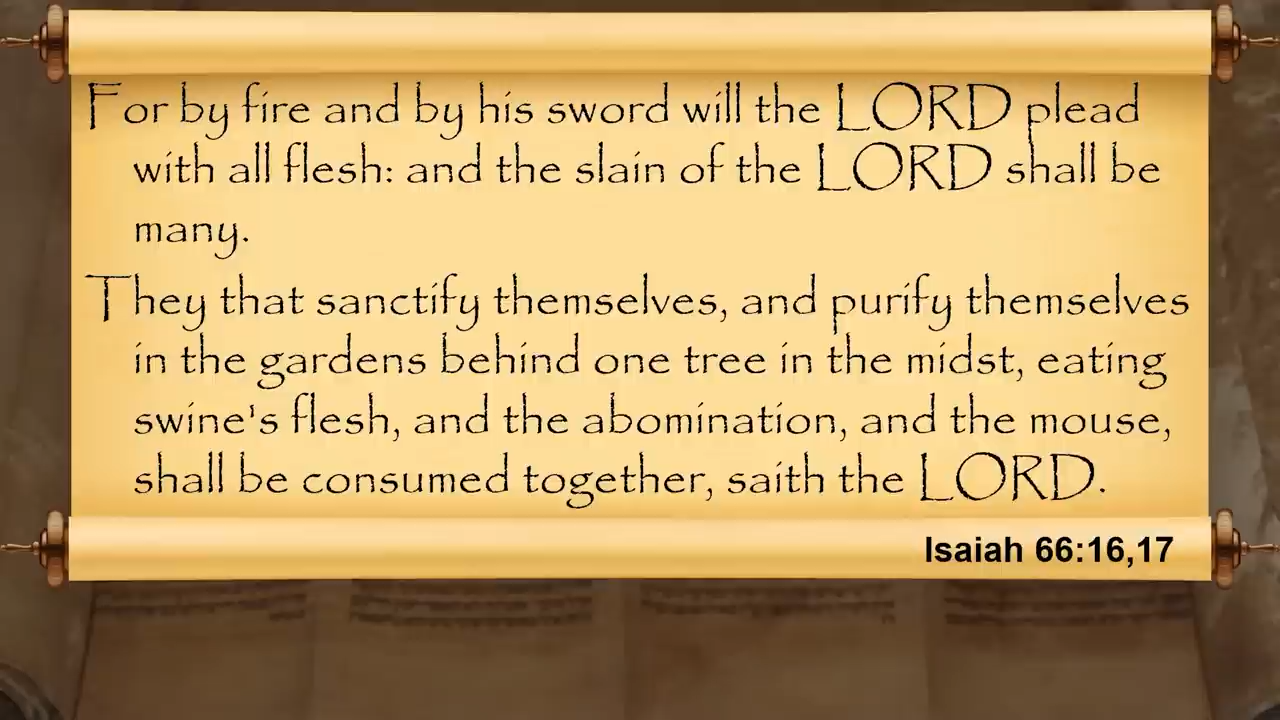 For by fire and by his sword will the LORD plead
with all flesh: and the slain of the LORD shall be
many.
They that sanctify themselves, and purify themselves
in the gardens behind one tree in the midst, eating
swine's flesh, and the abomination, and the mouse,
shall be consumed together, saith the LORD.
Isaiah 66:16,17